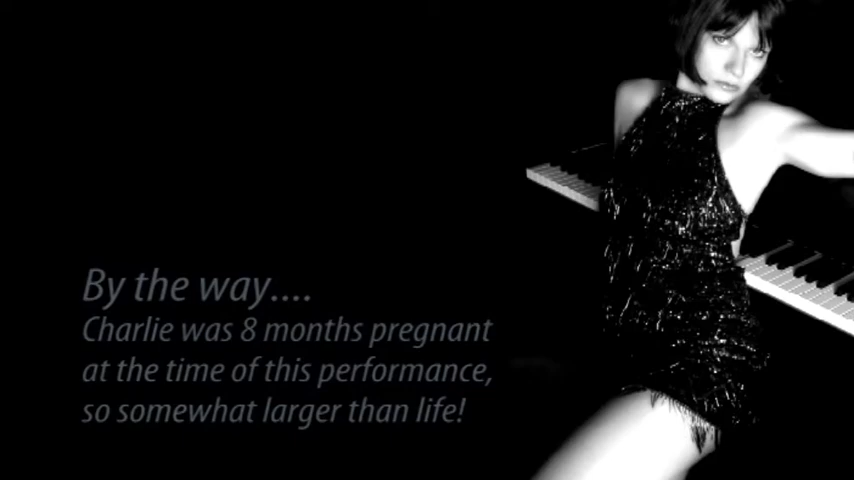 By the way....
Charlie was 8 months pregnant
at the time of this performance,
so somewhat larger than life!